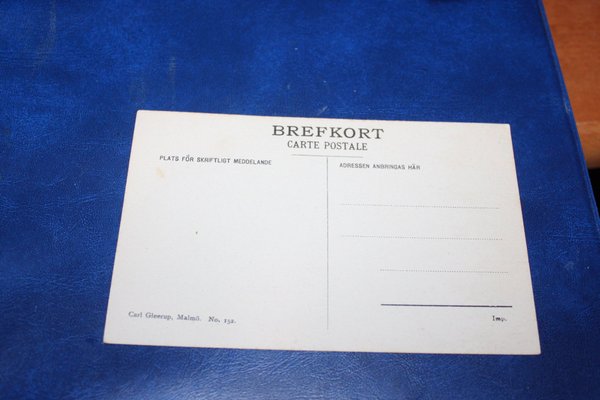 BREFKORT
CARTE POSTALE
PLATS FÖR SKRIFTLIGT MEDDELANDE
ADRESSEN ANBRINGAS HÄR
Carl Gleerup, Malmö. No. 152.
Imp.